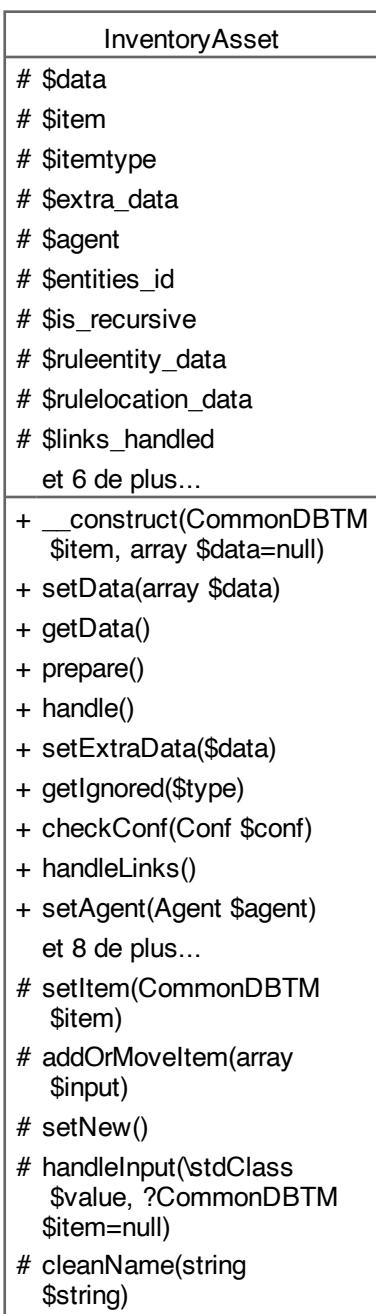 InventoryAsset
# $data
# $item
# $itemtype
# $extra_data
# $agent
# $entities_id
# $is_recursive
# $ruleentity_data
# $rulelocation_data
# $links_handled
et 6 de plus...
+ __construct(CommonDBTM
$item, array $data=null)
+ setData(array $data)
+ getData()
+ prepare()
+ handle()
+ setExtraData($data)
+ getIgnored($type)
+ checkConf(Conf $conf)
+ handleLinks()
+ setAgent(Agent $agent)
et 8 de plus...
# setItem(CommonDBTM
$item)
# addOrMoveItem(array
$input)
# setNew()
# handleInput(\stdClass
$value, ?CommonDBTM
$item=null)
# cleanName(string
$string)